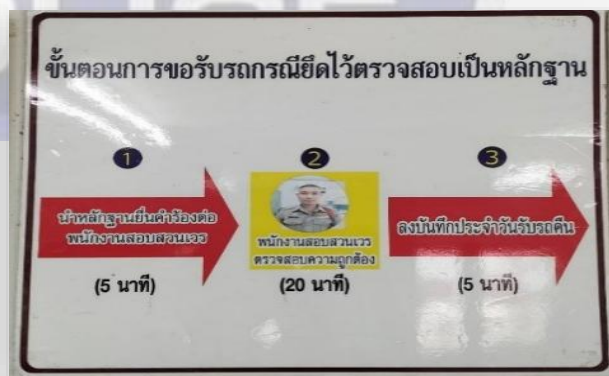 ขั้นตอนการขอรับรถกรณียึดไว้ตรวจสอบเป็นหลักฐาน
1
นำหลักฐานยื่นคำร้องต่อ
พนักงานสอบสวนเวร
(5 นาที)
2
พนักงานสอบสวนเวร
ตรวจสอบความถูกต้อง
(20 นาที)
3
ลงบันทึกประจำวันรับรถคืน
(5 นาที)